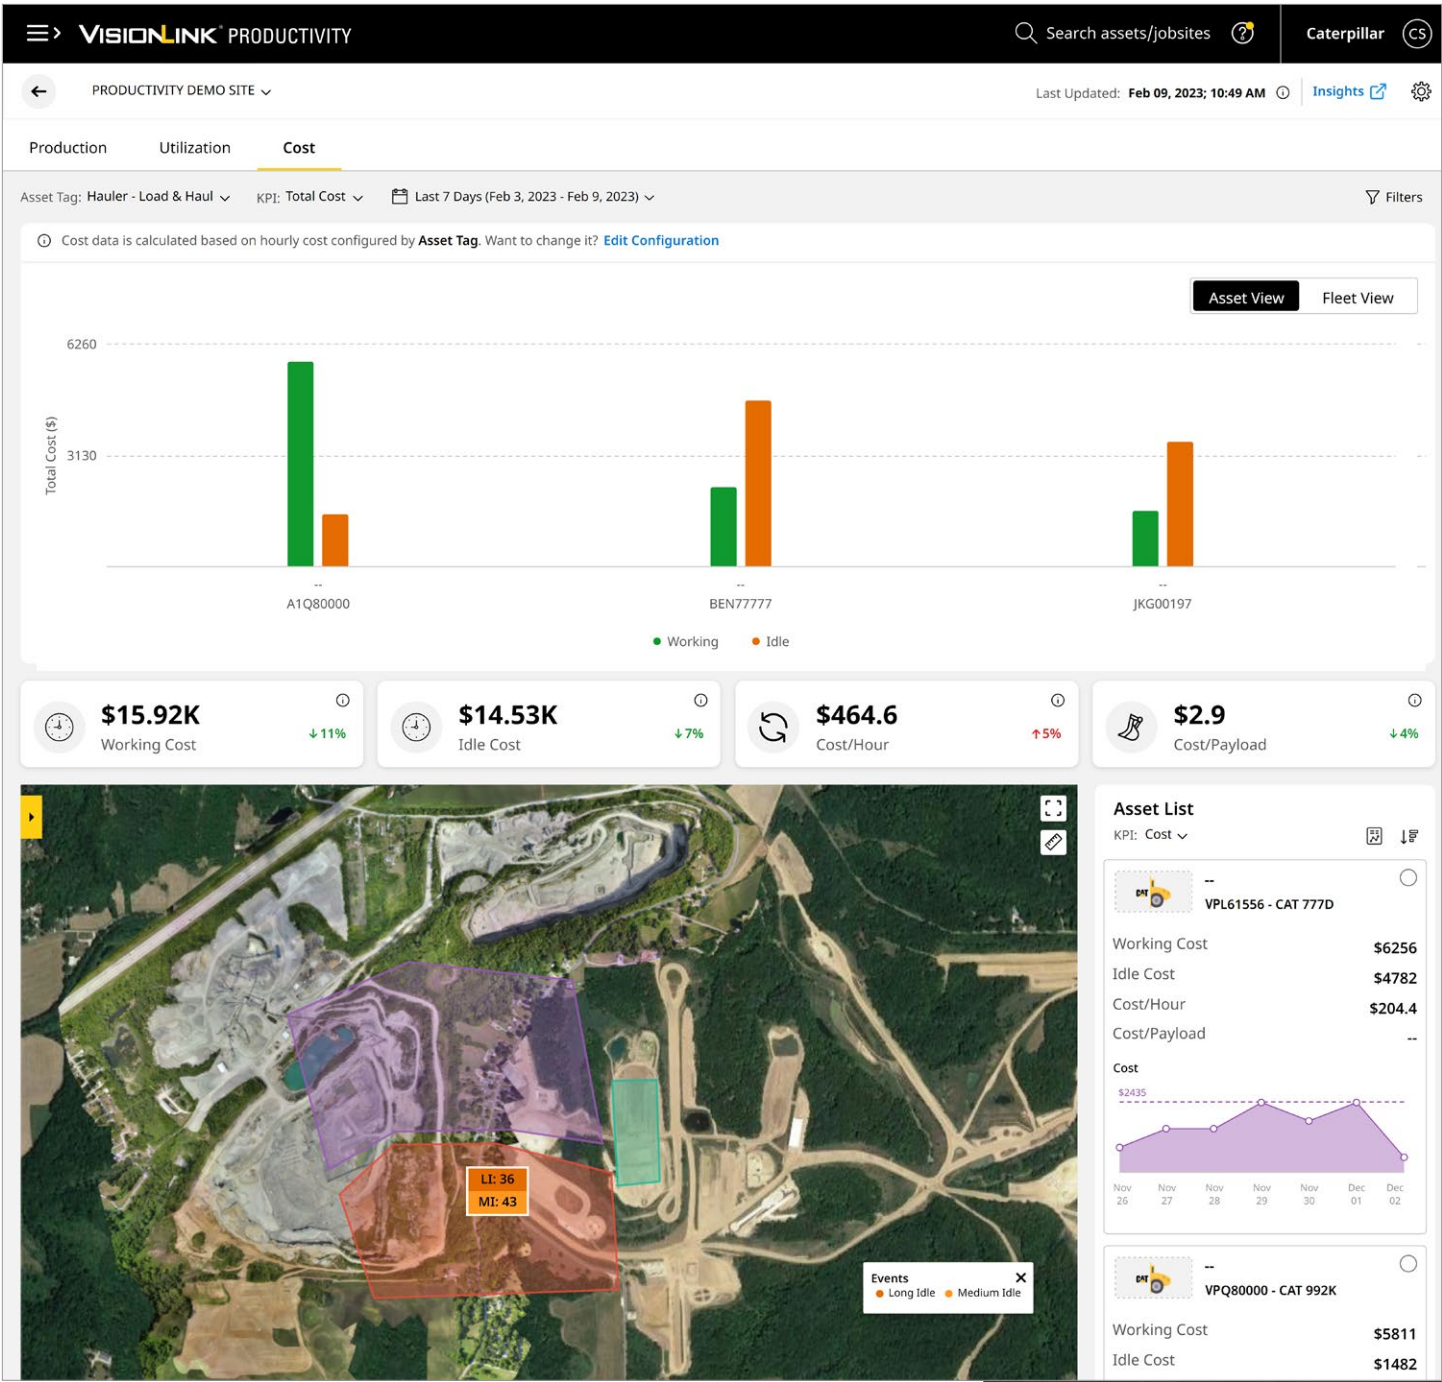 VISIONLINK® PRODUCTIVITY
Search assets/jobsites
?
Caterpillar
CS
PRODUCTIVITY DEMO SITE
Last Updated: Feb 09, 2023; 10:49 AM
Insights
Production
Utilization
Cost
Asset Tag: Hauler - Load & Haul
KPI: Total Cost
Last 7 Days (Feb 3, 2023 - Feb 9, 2023)
Filters
Cost data is calculated based on hourly cost configured by Asset Tag. Want to change it? Edit Configuration
Asset View
Fleet View
Total Cost ($)
6260
3130
--
A1Q80000
--
BEN77777
--
JKG00197
Working
Idle
$15.92K
Working Cost
↓11%
$14.53K
Idle Cost
↓7%
$464.6
Cost/Hour
↑5%
$2.9
Cost/Payload
↓4%
LI: 36
MI: 43
Events
Long Idle
Medium Idle
Asset List
KPI: Cost
CAT
--
VPL61556 - CAT 777D
Working Cost $6256
Idle Cost $4782
Cost/Hour $204.4
Cost/Payload --
Cost
$2435
Nov 26
Nov 27
Nov 28
Nov 29
Nov 30
Dec 01
Dec 02
CAT
--
VPQ80000 - CAT 992K
Working Cost $5811
Idle Cost $1482